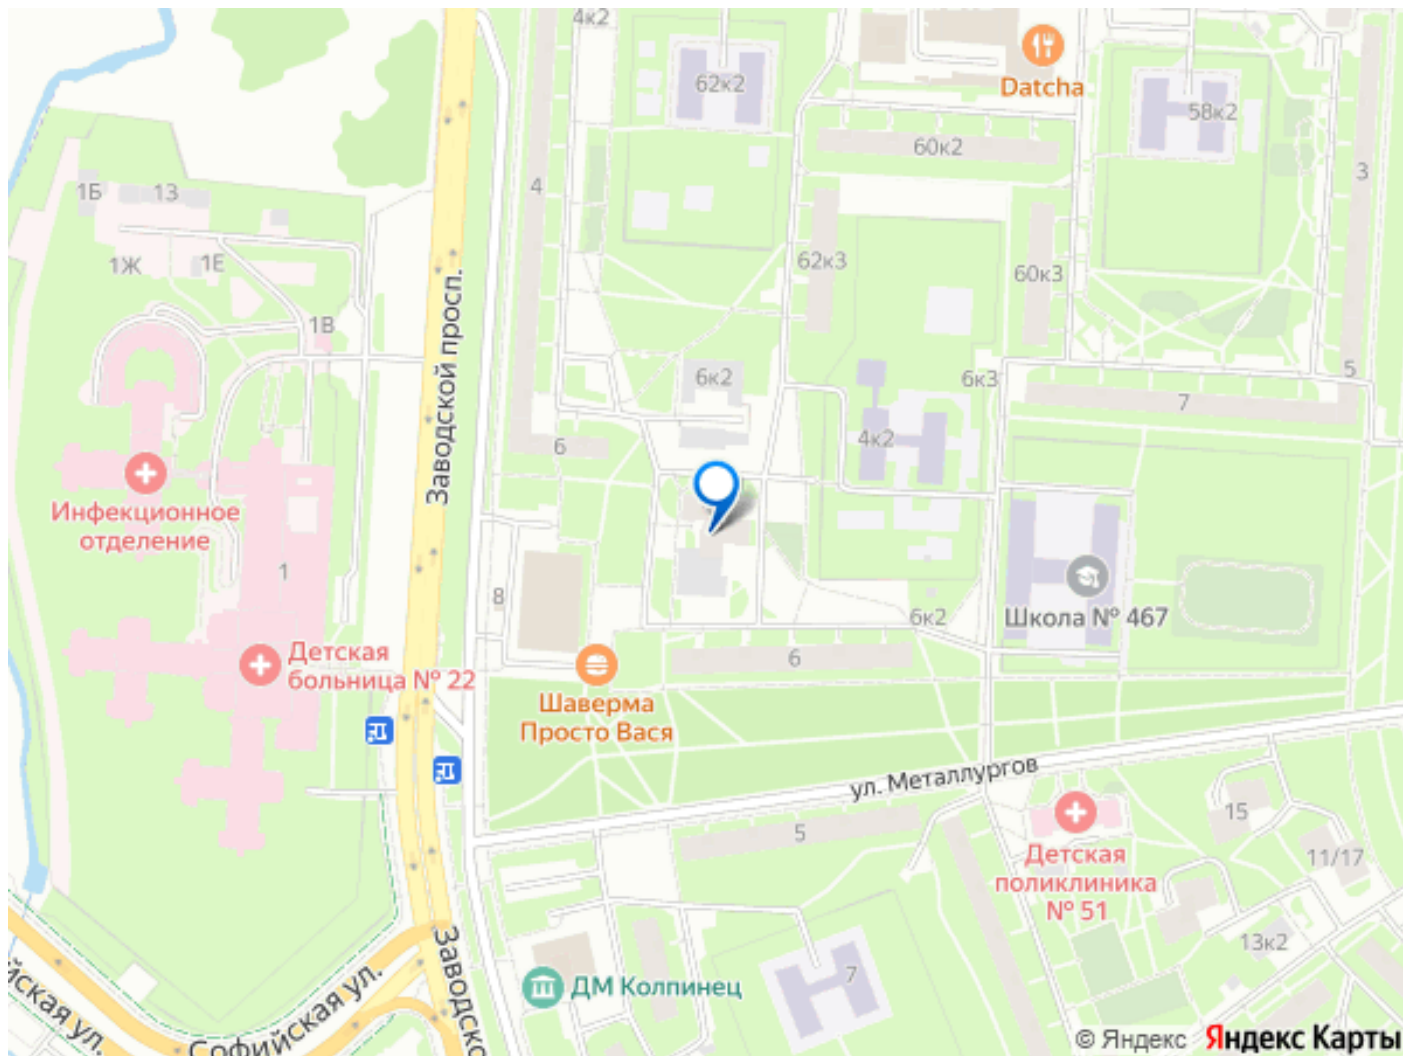 4к2
62к2
Datcha
58к2
60к2
3
4
1Б
13
1Ж
1Е
62к3
60к3
1В
Заводской просп.
6к2
6к3
5
7
6
4к2
Инфекционное
отделение
1
8
Школа № 467
6к2
6
Детская
больница № 22
Шаверма
Просто Вася
ул. Металлургов
5
15
Детская
поликлиника
№ 51
11/17
13к2
7
ДМ Колпинец
Заводско
йская ул.
Софийская ул.
© Яндекс Яндекс Карты